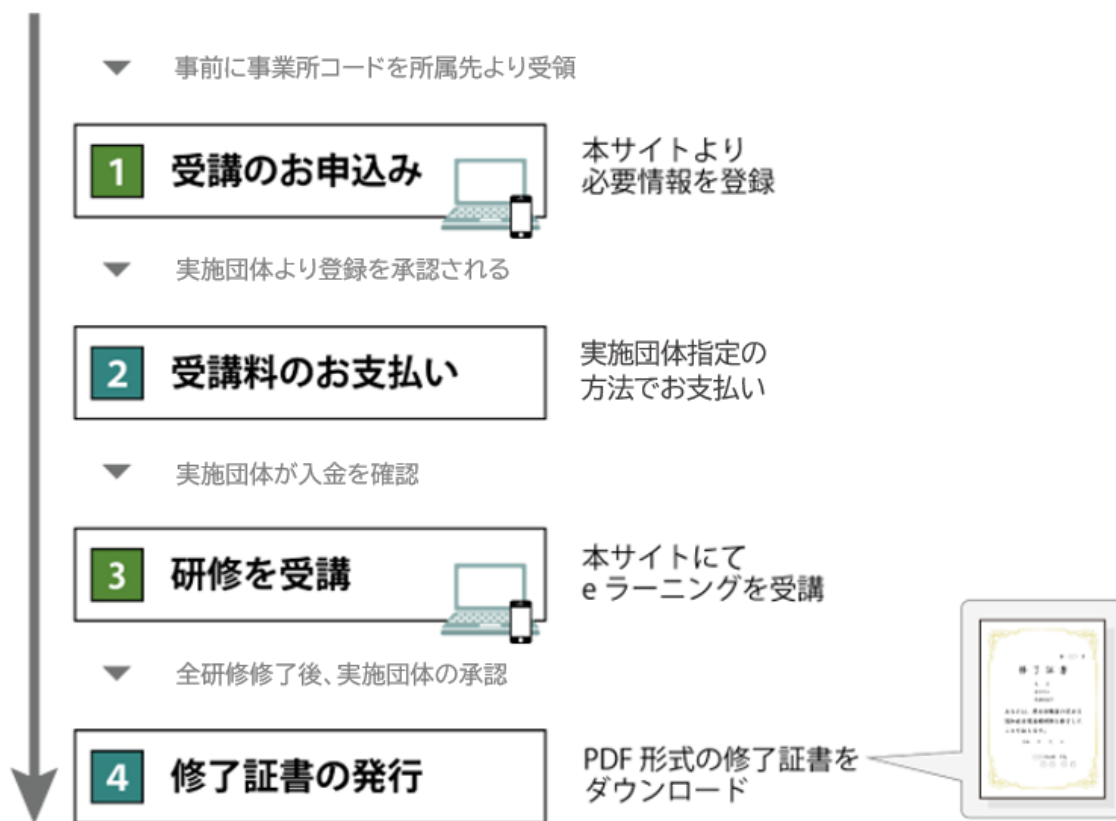 事前に事業所コードを所属先より受領
1 受講のお申込み
本サイトより
必要情報を登録
実施団体より登録を承認される
2 受講料のお支払い
実施団体指定の
方法でお支払い
実施団体が入金を確認
3 研修を受講
本サイトにて
e ラーニングを受講
全研修修了後、実施団体の承認
4 修了証書の発行
PDF 形式の修了証書を
ダウンロード
修了証書